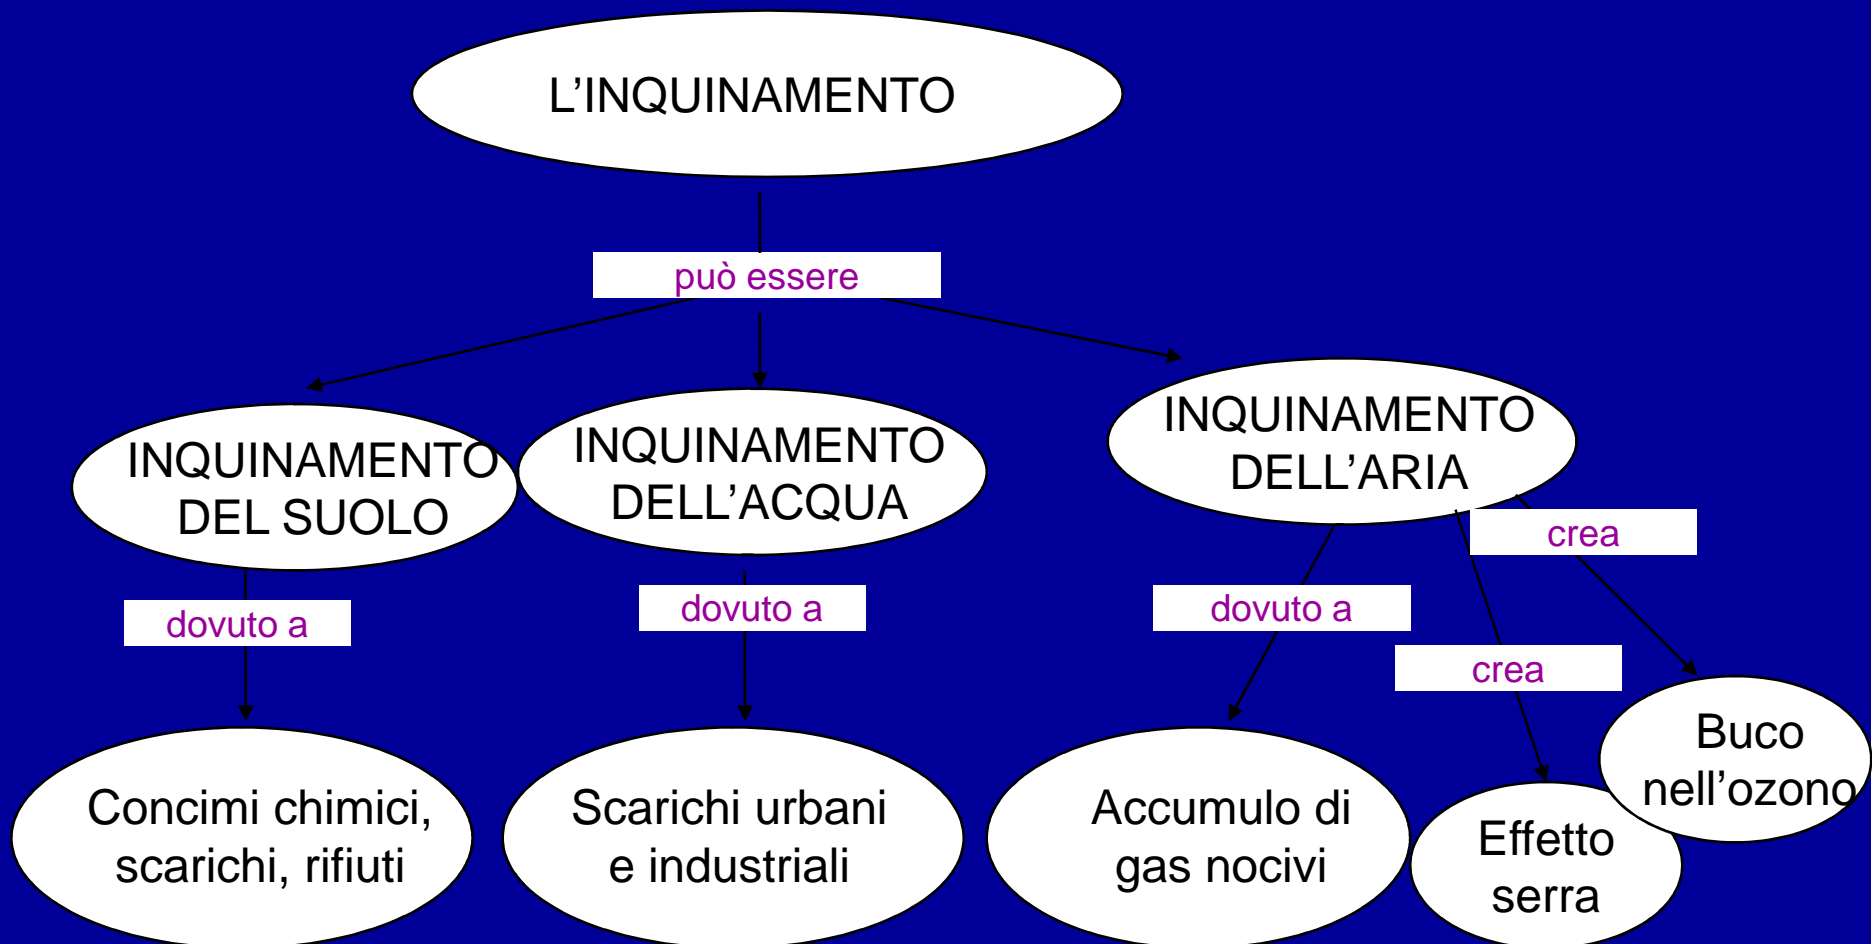 L’INQUINAMENTO
può essere
INQUINAMENTO
DEL SUOLO
INQUINAMENTO
DELL’ACQUA
INQUINAMENTO
DELL’ARIA
dovuto a
dovuto a
dovuto a
crea
crea
Concimi chimici,
scarichi, rifiuti
Scarichi urbani
e industriali
Accumulo di
gas nocivi
Effetto
serra
Buco
nell’ozono